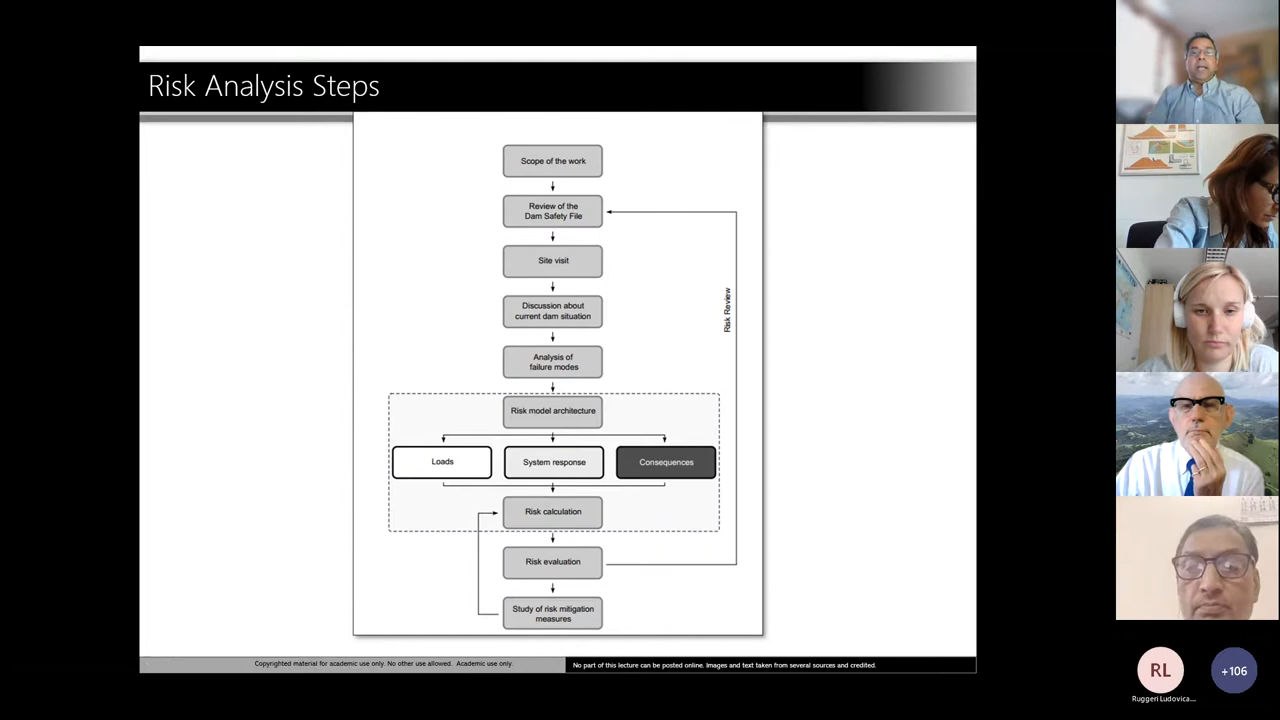 Risk Analysis Steps
Scope of the work
Review of the
Dam Safety File
Site visit
Discussion about
current dam situation
Analysis of
failure modes
Risk Review
Risk model architecture
Loads
System response
Consequences
Risk calculation
Risk evaluation
Study of risk mitigation
measures
Copyrighted material for academic use only. No other use allowed. Academic use only.
No part of this lecture can be posted online. Images and text taken from several sources and credited.
RL
+106
Ruggeri Ludovica...